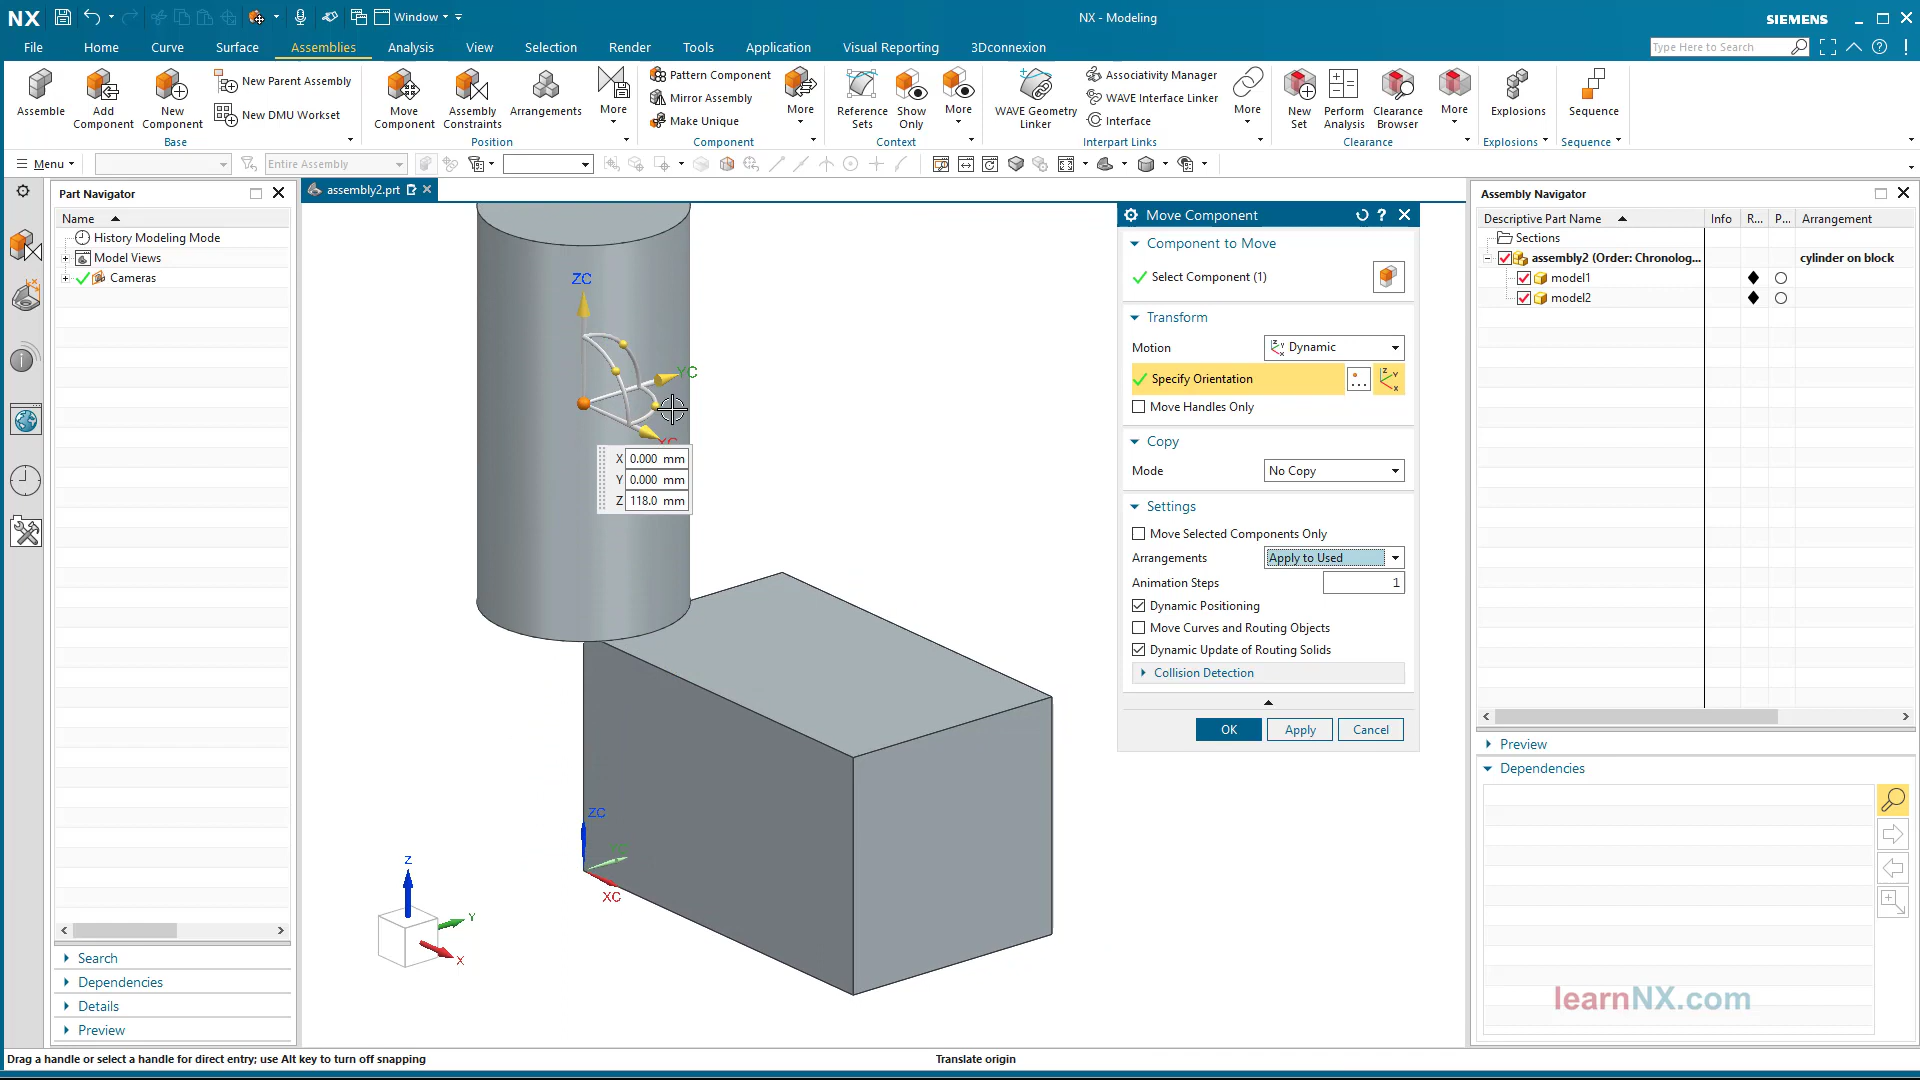 NX
Window
NX - Modeling
SIEMENS
File
Home
Curve
Surface
Assemblies
Analysis
View
Selection
Render
Tools
Application
Visual Reporting
3Dconnexion
Type Here to Search
Assemble
Add Component
New Component
New Parent Assembly
New DMU Workset
Base
Move Component
Assembly Constraints
Arrangements
More
Position
Pattern Component
Mirror Assembly
Make Unique
More
Component
Reference Sets
Show Only
More
Context
WAVE Geometry Linker
Associativity Manager
WAVE Interface Linker
Interface
More
Interpart Links
New Set
Perform Analysis
Clearance Browser
More
Clearance
Explosions
Explosions
Sequence
Sequence
Menu
Entire Assembly
Part Navigator
Name
History Modeling Mode
Model Views
Cameras
Search
Dependencies
Details
Preview
assembly2.prt
ZC
YC
XC
X 0.000 mm
Y 0.000 mm
Z 118.0 mm
ZC
XC
Z
Y
X
Move Component
Component to Move
Select Component (1)
Transform
Motion
Dynamic
Specify Orientation
Move Handles Only
Copy
Mode
No Copy
Settings
Move Selected Components Only
Arrangements
Apply to Used
Animation Steps
1
Dynamic Positioning
Move Curves and Routing Objects
Dynamic Update of Routing Solids
Collision Detection
OK
Apply
Cancel
Assembly Navigator
Descriptive Part Name
Info
R...
P...
Arrangement
Sections
assembly2 (Order: Chronolog...
cylinder on block
model1
model2
Preview
Dependencies
learnNX.com
Drag a handle or select a handle for direct entry; use Alt key to turn off snapping
Translate origin